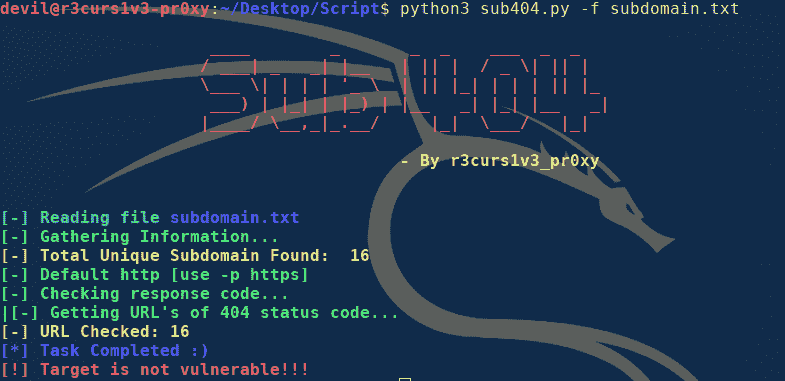 devil@r3curs1v3-pr0xy:~/Desktop/Script$ python3 sub404.py -f subdomain.txt
Sub404
- By r3curs1v3_pr0xy
[-] Reading file subdomain.txt
[-] Gathering Information...
[-] Total Unique Subdomain Found:  16
[-] Default http [use -p https]
[-] Checking response code...
|[-] Getting URL's of 404 status code...
[-] URL Checked: 16
[*] Task Completed :)
[!] Target is not vulnerable!!!